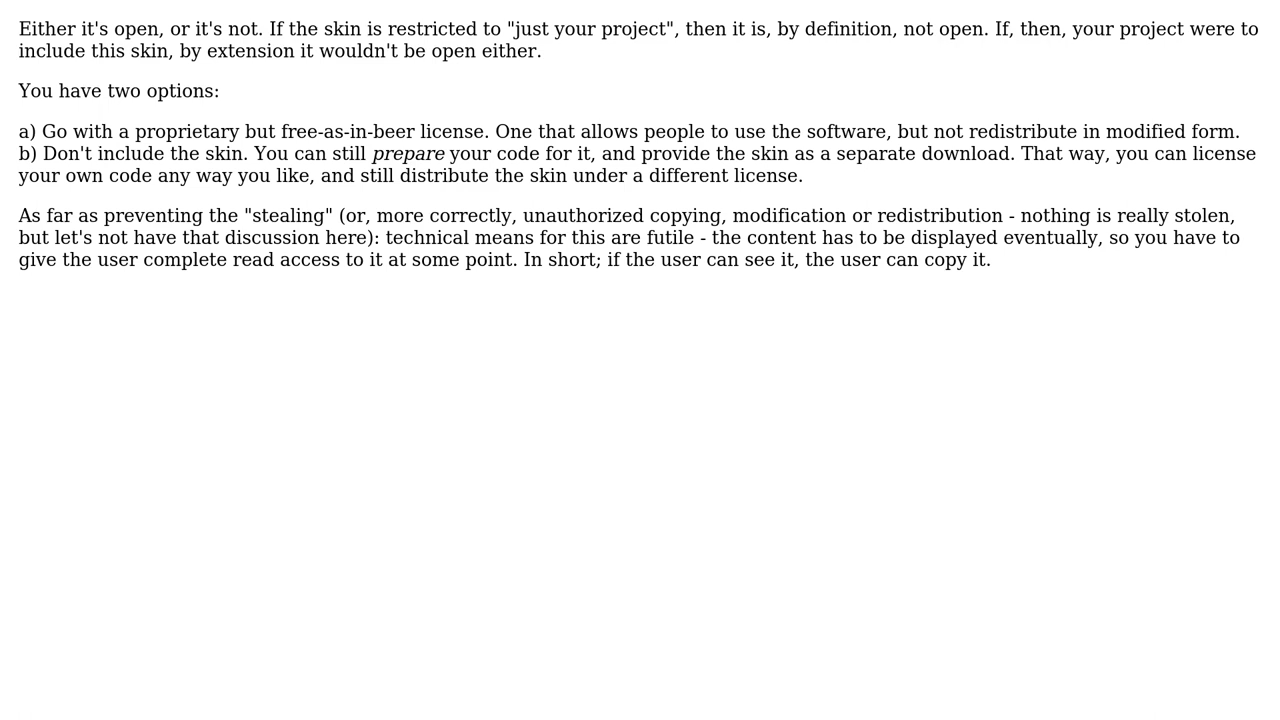 Either it's open, or it's not. If the skin is restricted to "just your project", then it is, by definition, not open. If, then, your project were to
include this skin, by extension it wouldn't be open either.
You have two options:
a) Go with a proprietary but free-as-in-beer license. One that allows people to use the software, but not redistribute in modified form.
b) Don't include the skin. You can still prepare your code for it, and provide the skin as a separate download. That way, you can license
your own code any way you like, and still distribute the skin under a different license.
As far as preventing the "stealing" (or, more correctly, unauthorized copying, modification or redistribution - nothing is really stolen,
but let's not have that discussion here): technical means for this are futile - the content has to be displayed eventually, so you have to
give the user complete read access to it at some point. In short; if the user can see it, the user can copy it.